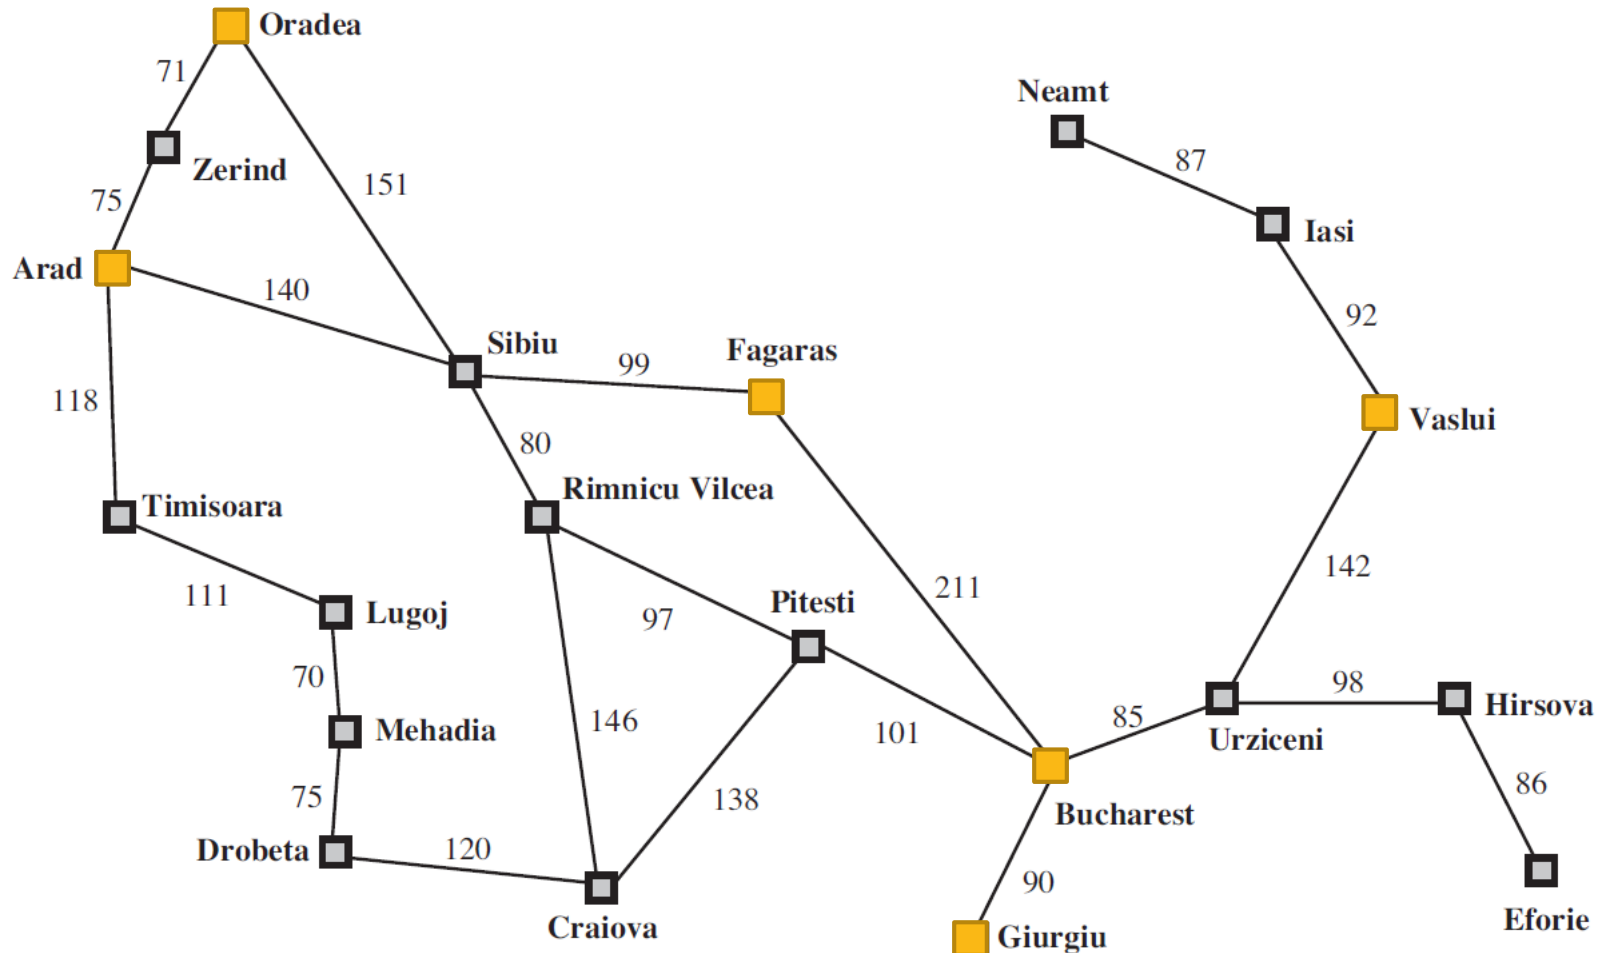 Oradea
71
Neamt
87
Zerind
151
75
Iasi
Arad
140
92
Sibiu
Fagaras
99
118
Vaslui
80
Rimnicu Vilcea
Timisoara
142
211
111
Pitesti
Lugoj
97
70
98
Hirsova
85
146
Mehadia
101
Urziceni
86
75
138
Bucharest
Drobeta
120
90
Craiova
Eforie
Giurgiu